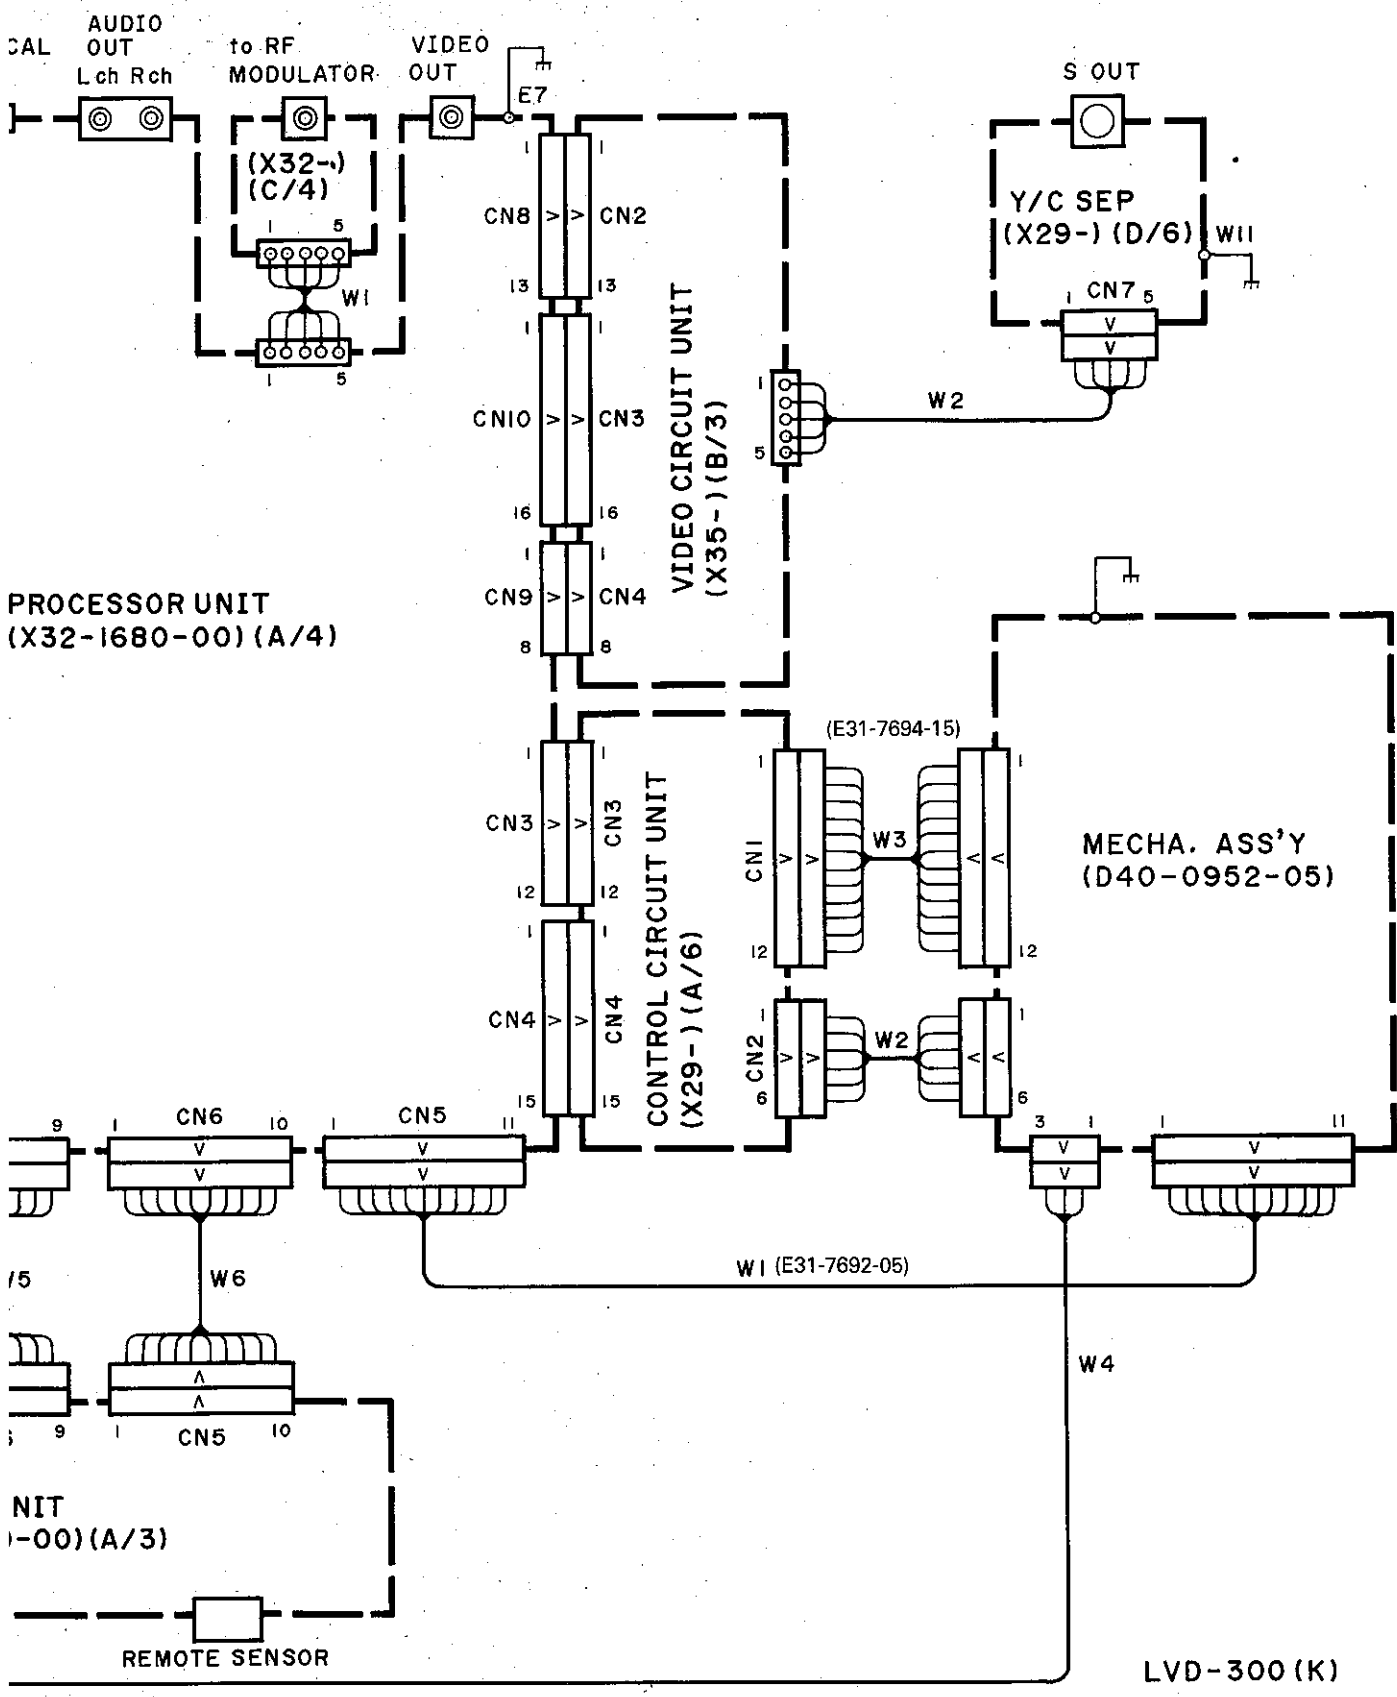 CAL
AUDIO
OUT
Lch Rch
to RF
MODULATOR
VIDEO
OUT
E7
S OUT
(X32-)
(C/4)
1 5
W1
1 5
1 1
CN8 > > CN2
13 13
1 1
CN10 > > CN3
16 16
1 1
CN9 > > CN4
8 8
VIDEO CIRCUIT UNIT
(X35-)(B/3)
1
5
W2
Y/C SEP
(X29-)(D/6)
W11
1 CN7 5
V
V
PROCESSOR UNIT
(X32-1680-00)(A/4)
1 1
CN3 > > CN3
12 12
1 1
CN4 > > CN4
15 15
CONTROL CIRCUIT UNIT
(X29-)(A/6)
(E31-7694-15)
1 1
CN1 > > W3 < <
12 12
1 1
CN2 > > W2 < <
6 6
MECHA. ASS'Y
(D40-0952-05)
9 1 CN6 10 1 CN5 11
V V
V V
3 1 1 11
V V
V V
W6
W1 (E31-7692-05)
W4
Λ
Λ
9 1 CN5 10
NIT
-00)(A/3)
REMOTE SENSOR
LVD-300(K)